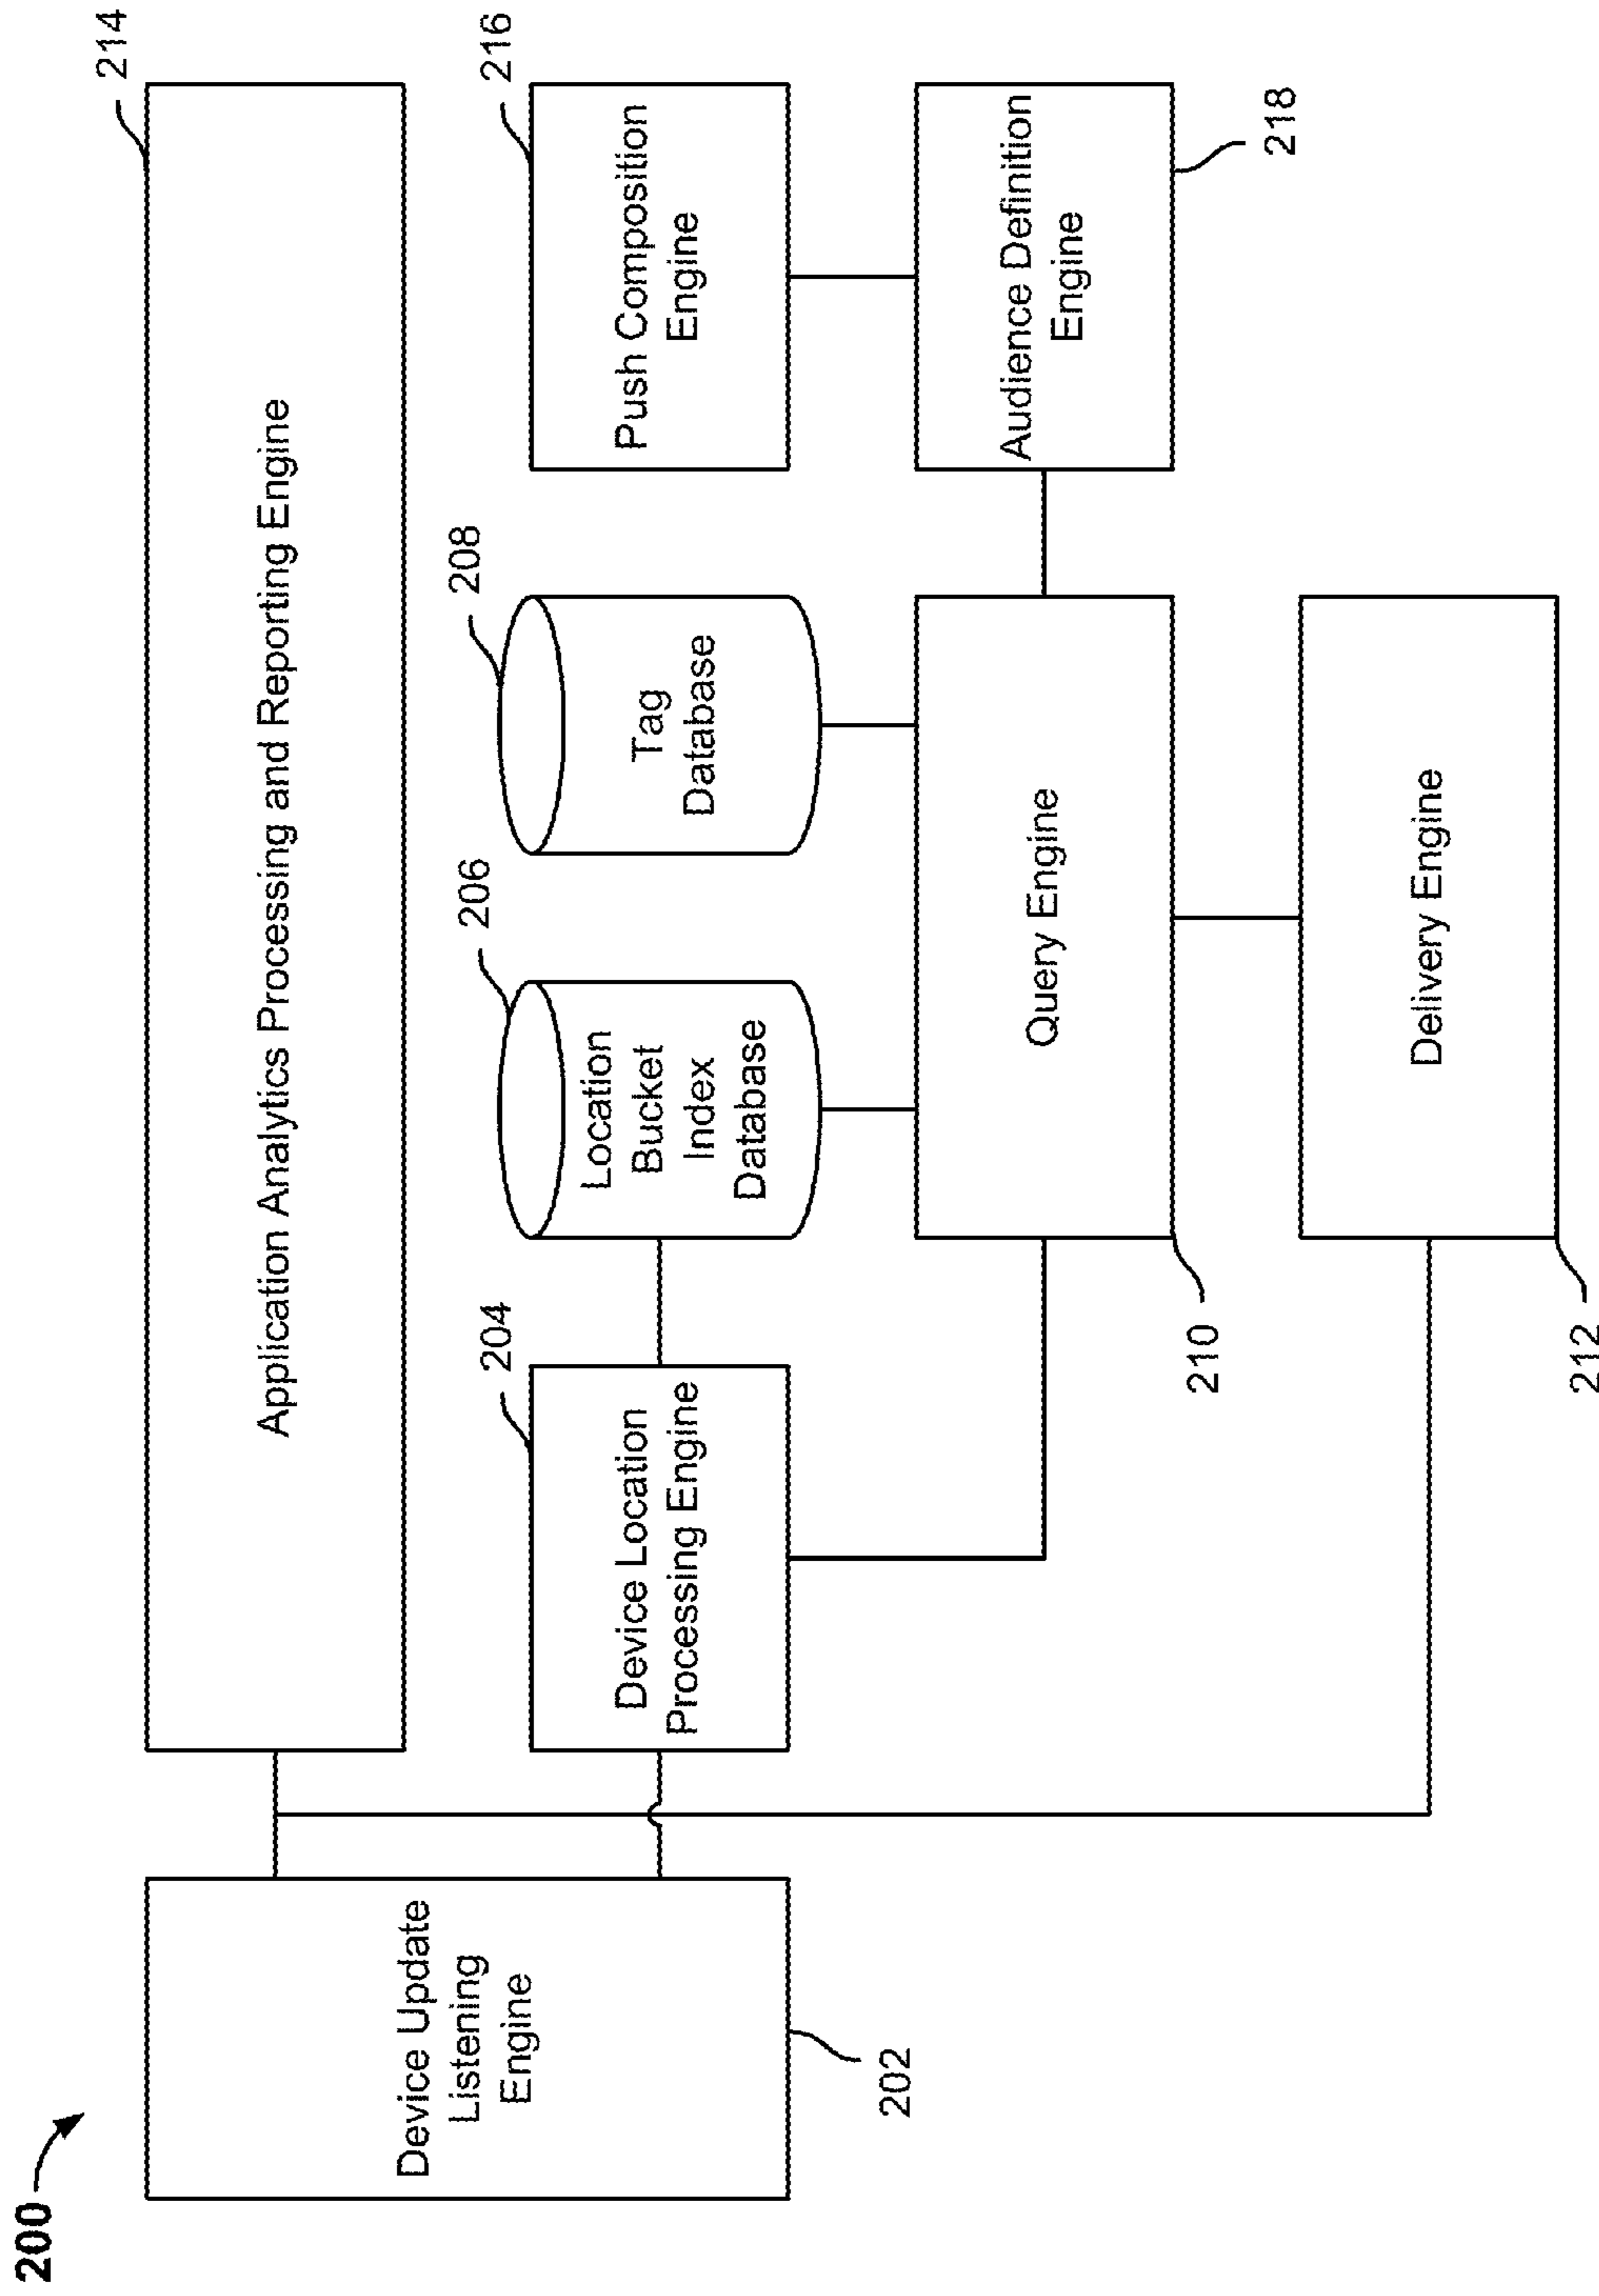 200
214
Application Analytics Processing and Reporting Engine
Device Update
Listening
Engine
202
204
Device Location
Processing Engine
206
Location
Bucket
Index
Database
208
Tag
Database
216
Push Composition
Engine
Query Engine
210
Audience Definition
Engine
218
Delivery Engine
212